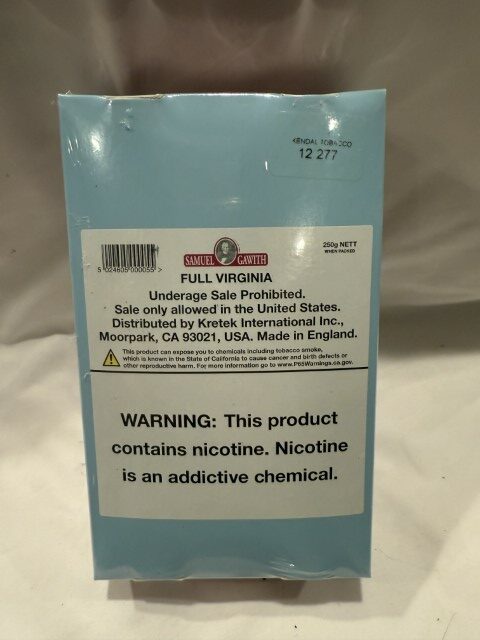 KENDAL TOBACCO
12 277
SAMUEL GAWITH
250g NETT
WHEN PACKED
5 024605 000055 >
FULL VIRGINIA
Underage Sale Prohibited.
Sale only allowed in the United States.
Distributed by Kretek International Inc.,
Moorpark, CA 93021, USA. Made in England.
This product can expose you to chemicals including tobacco smoke,
which is known in the State of California to cause cancer and birth defects or
other reproductive harm. For more information go to www.P65Warnings.ca.gov.
WARNING: This product
contains nicotine. Nicotine
is an addictive chemical.